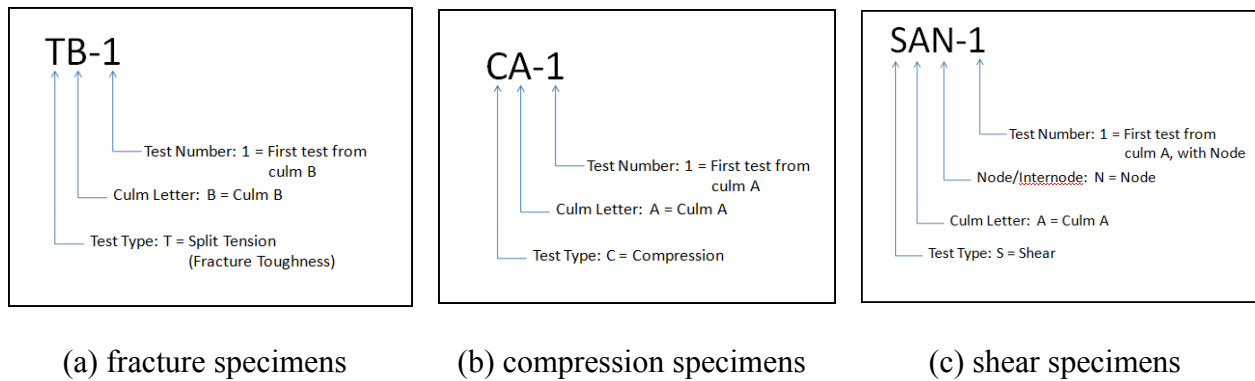 TB-1
Test Number: 1 = First test from
culm B
Culm Letter: B = Culm B
Test Type: T = Split Tension
(Fracture Toughness)
CA-1
Test Number: 1 = First test from
culm A
Culm Letter: A = Culm A
Test Type: C = Compression
SAN-1
Test Number: 1 = First test from
culm A, with Node
Node/Internode: N = Node
Culm Letter: A = Culm A
Test Type: S = Shear
(a) fracture specimens
(b) compression specimens
(c) shear specimens